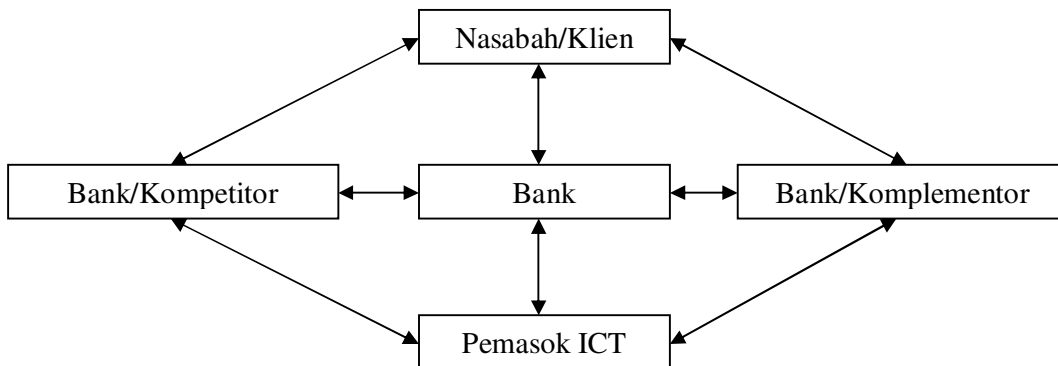 Nasabah/Klien
Bank/Kompetitor
Bank
Bank/Komplementor
Pemasok ICT